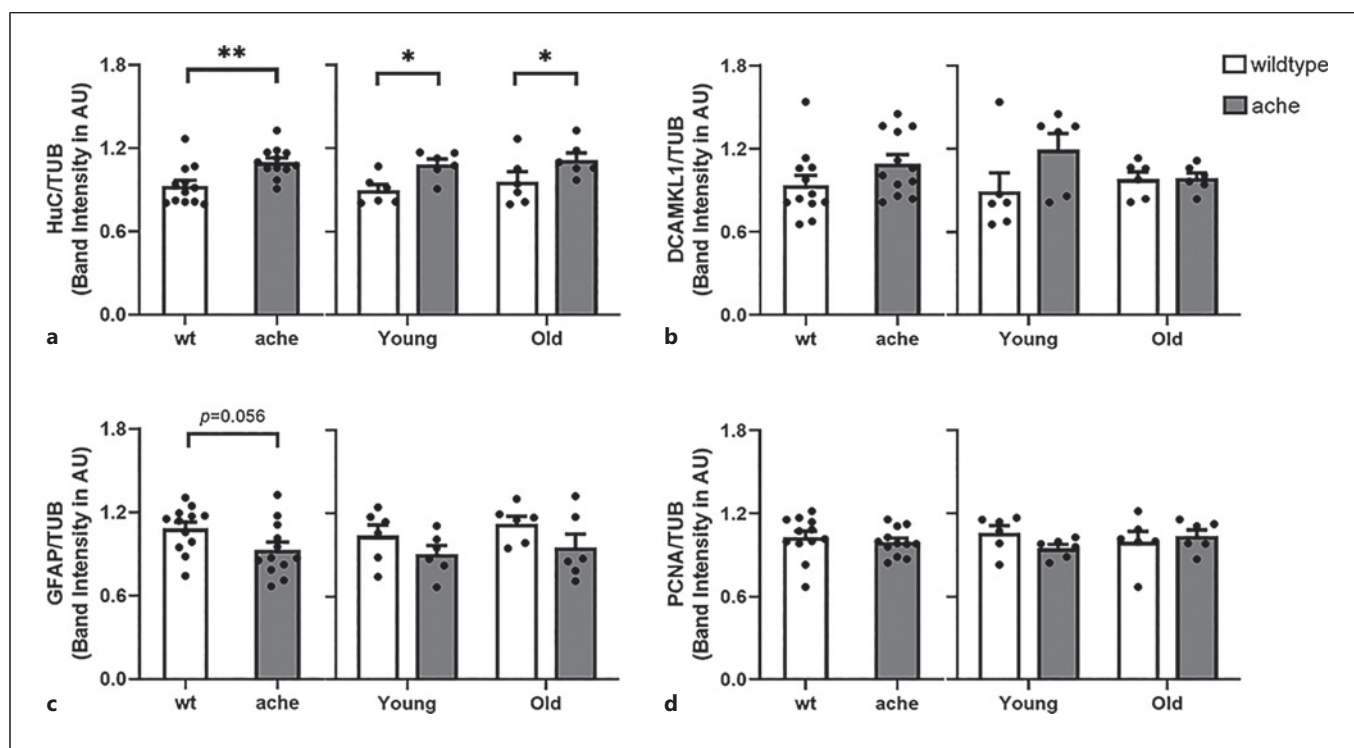 ** * *
1.8 1.8
1.2 1.2
0.6 0.6
0.0 0.0
HuC/TUB
(Band Intensity in AU)
DCAMKL1/TUB
(Band Intensity in AU)
wildtype
ache
a wt ache Young Old
b wt ache Young Old
p=0.056
1.8 1.8
1.2 1.2
0.6 0.6
0.0 0.0
GFAP/TUB
(Band Intensity in AU)
PCNA/TUB
(Band Intensity in AU)
c wt ache Young Old
d wt ache Young Old